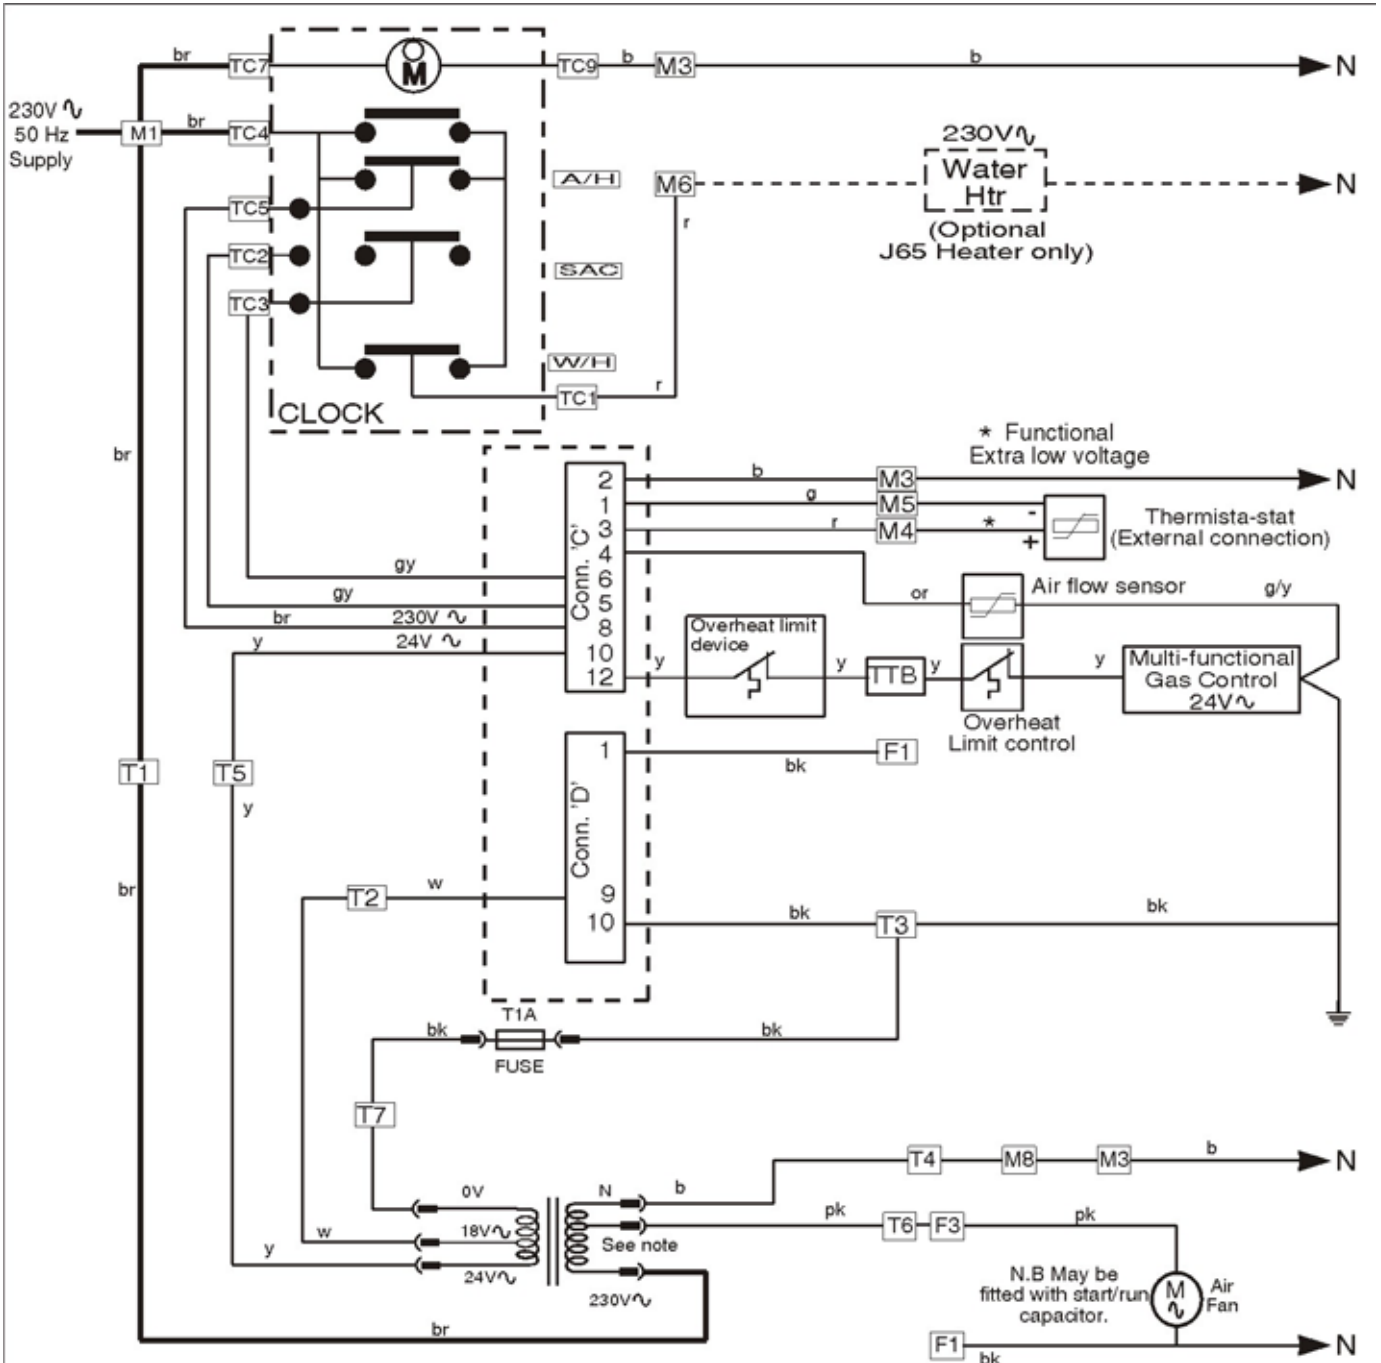 br
TC7
M
TC9
b
M3
b
N
230V ∿
50 Hz
Supply
M1
br
TC4
A/H
M6
230V∿
Water
Htr
N
(Optional
J65 Heater only)
TC5
TC2
TC3
SAC
r
W/H
TC1
r
CLOCK
br
* Functional
Extra low voltage
Conn. 'C'
2
b
M3
N
1
g
M5
-
3
r
M4
*
+
Thermista-stat
(External connection)
4
or
Air flow sensor
g/y
gy
6
gy
5
br
230V ∿
8
y
24V ∿
10
12
y
Overheat limit
device
y
TTB
y
Overheat
Limit control
y
Multi-functional
Gas Control
24V∿
Conn. 'D'
1
bk
F1
T1
T5
y
br
T2
w
9
10
bk
T3
bk
T1A
bk
FUSE
bk
T7
0V
N
b
T4
M8
M3
b
N
w
18V∿
See note
pk
T6
F3
pk
y
24V∿
230V∿
br
N.B May be
fitted with start/run
capacitor.
M
∿
Air
Fan
F1
bk
N